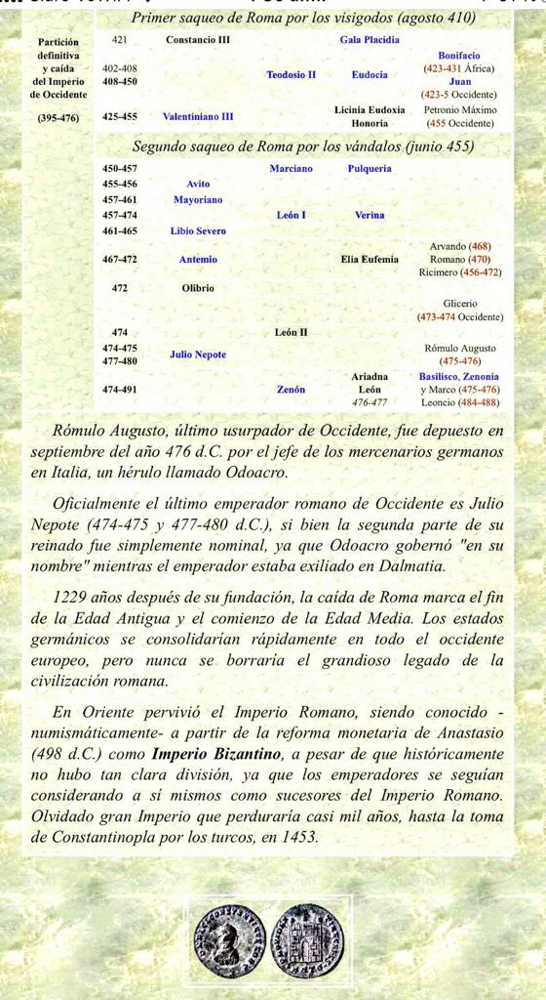 Primer saqueo de Roma por los visigodos (agosto 410)
Partición
definitiva
y caída
del Imperio
de Occidente
(395-476)
421 Constancio III Gala Placidia
402-408
408-450
Teodosio II Eudocia
Bonifacio
(423-431 África)
Juan
(423-5 Occidente)
425-455 Valentiniano III
Licinia Eudoxia
Honoria
Petronio Máximo
(455 Occidente)
Segundo saqueo de Roma por los vándalos (junio 455)
450-457 Marciano Pulqueria
455-456 Avito
457-461 Mayoriano
457-474 León I Verina
461-465 Libio Severo
467-472 Antemio Elia Eufemia
Arvando (468)
Romano (470)
Ricimero (456-472)
472 Olibrio
Glicerio
(473-474 Occidente)
474 León II
474-475
477-480
Julio Nepote
Rómulo Augusto
(475-476)
474-491 Zenón
Ariadna
León
476-477
Basilisco, Zenonia
y Marco (475-476)
Leoncio (484-488)
Rómulo Augusto, último usurpador de Occidente, fue depuesto en
septiembre del año 476 d.C. por el jefe de los mercenarios germanos
en Italia, un hérulo llamado Odoacro.
Oficialmente el último emperador romano de Occidente es Julio
Nepote (474-475 y 477-480 d.C.), si bien la segunda parte de su
reinado fue simplemente nominal, ya que Odoacro gobernó "en su
nombre" mientras el emperador estaba exiliado en Dalmatia.
1229 años después de su fundación, la caída de Roma marca el fin
de la Edad Antigua y el comienzo de la Edad Media. Los estados
germánicos se consolidarían rápidamente en todo el occidente
europeo, pero nunca se borraría el grandioso legado de la
civilización romana.
En Oriente pervivió el Imperio Romano, siendo conocido -
numismáticamente- a partir de la reforma monetaria de Anastasio
(498 d.C.) como Imperio Bizantino, a pesar de que históricamente
no hubo tan clara división, ya que los emperadores se seguían
considerando a sí mismos como sucesores del Imperio Romano.
Olvidado gran Imperio que perduraría casi mil años, hasta la toma
de Constantinopla por los turcos, en 1453.